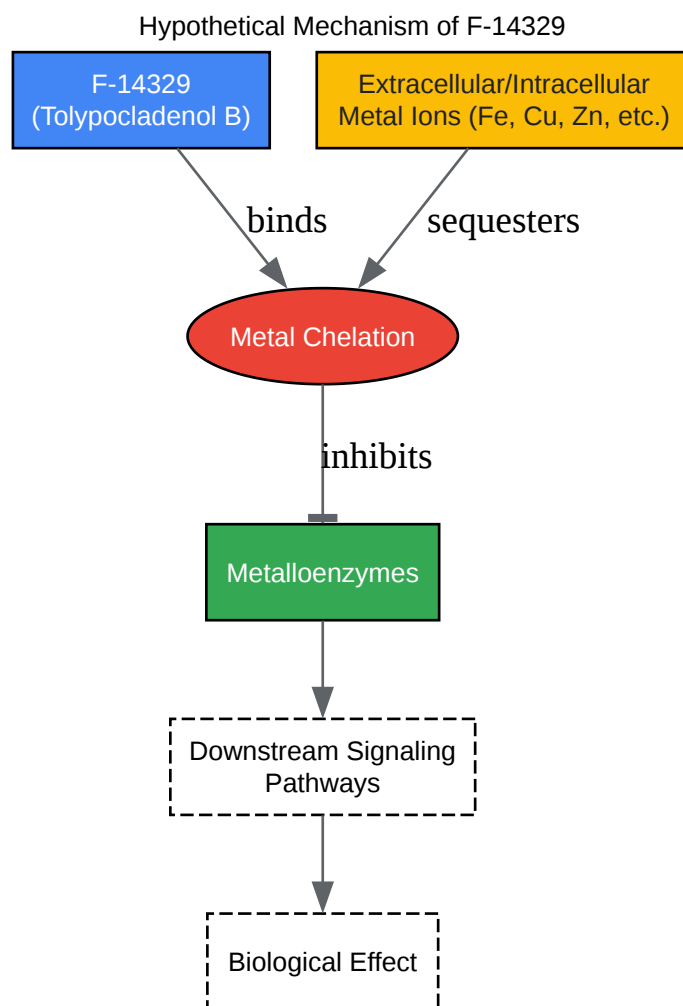 Hypothetical Mechanism of F-14329
F-14329
(Tolypocladenol B)
Extracellular/Intracellular
Metal Ions (Fe, Cu, Zn, etc.)
binds
sequesters
Metal Chelation
inhibits
Metalloenzymes
Downstream Signaling
Pathways
Biological Effect